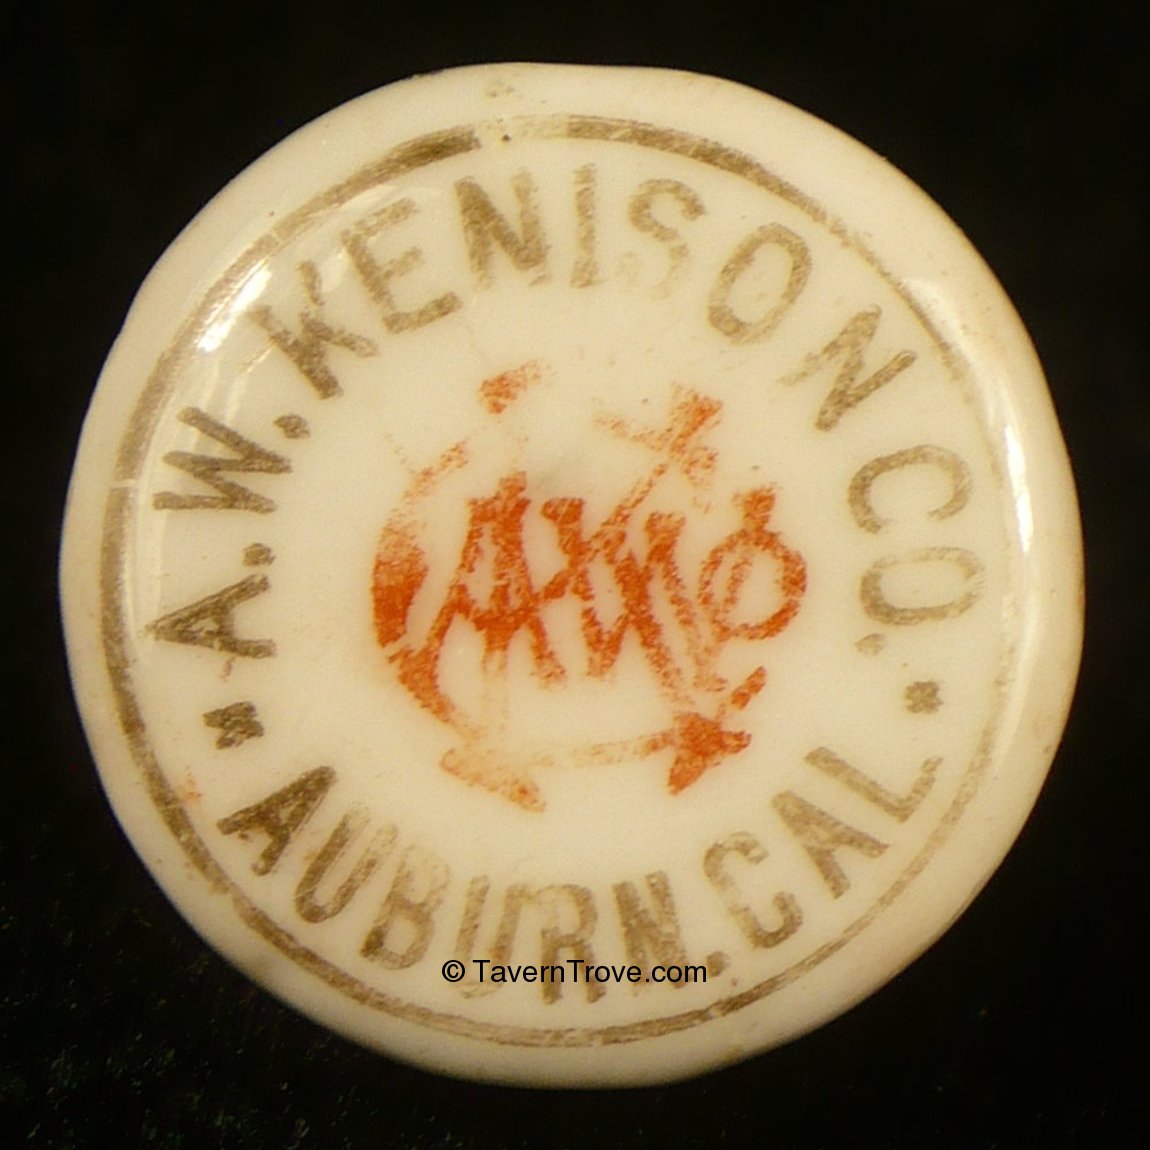 A.W. KENISON CO.
AUBURN. CAL.
© TavernTrove.com